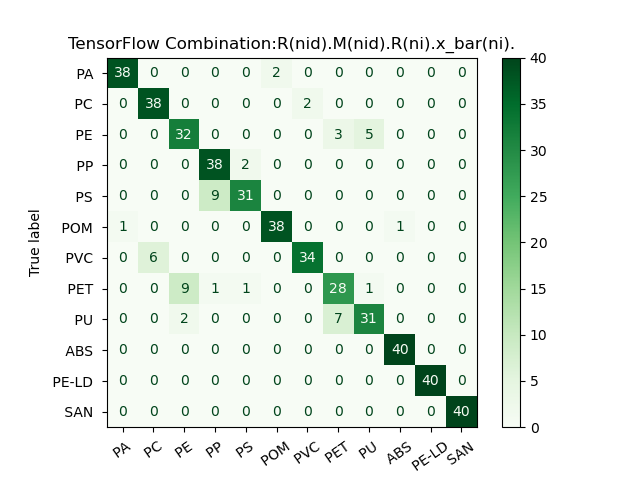 TensorFlow Combination:R(nid).M(nid).R(ni).x_bar(ni).
True label
PA 38 0 0 0 0 2 0 0 0 0 0 0
PC 0 38 0 0 0 0 2 0 0 0 0 0
PE 0 0 32 0 0 0 0 3 5 0 0 0
PP 0 0 0 38 2 0 0 0 0 0 0 0
PS 0 0 0 9 31 0 0 0 0 0 0 0
POM 1 0 0 0 0 38 0 0 0 1 0 0
PVC 0 6 0 0 0 0 34 0 0 0 0 0
PET 0 0 9 1 1 0 0 28 1 0 0 0
PU 0 0 2 0 0 0 0 7 31 0 0 0
ABS 0 0 0 0 0 0 0 0 0 40 0 0
PE-LD 0 0 0 0 0 0 0 0 0 0 40 0
SAN 0 0 0 0 0 0 0 0 0 0 0 40
PA PC PE PP PS POM PVC PET PU ABS PE-LD SAN
40
35
30
25
20
15
10
5
0